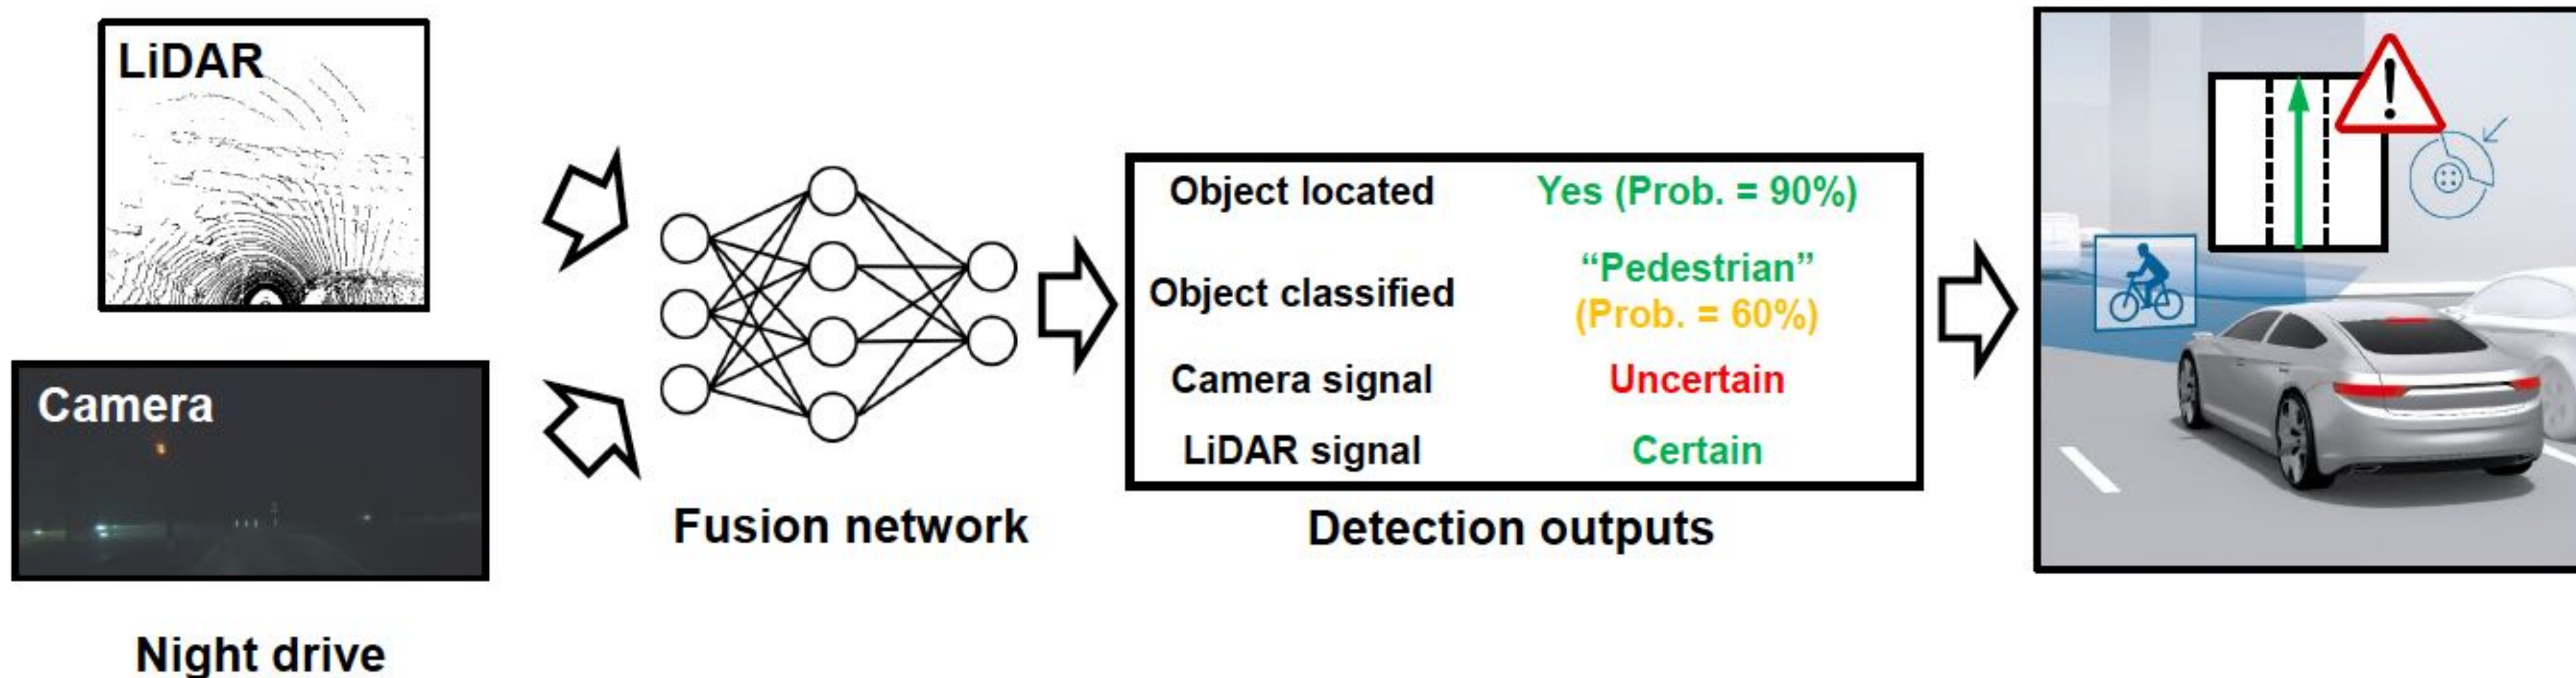 LiDAR
Camera
Night drive
Fusion network
Object located Yes (Prob. = 90%)
Object classified “Pedestrian”
(Prob. = 60%)
Camera signal Uncertain
LiDAR signal Certain
Detection outputs
!